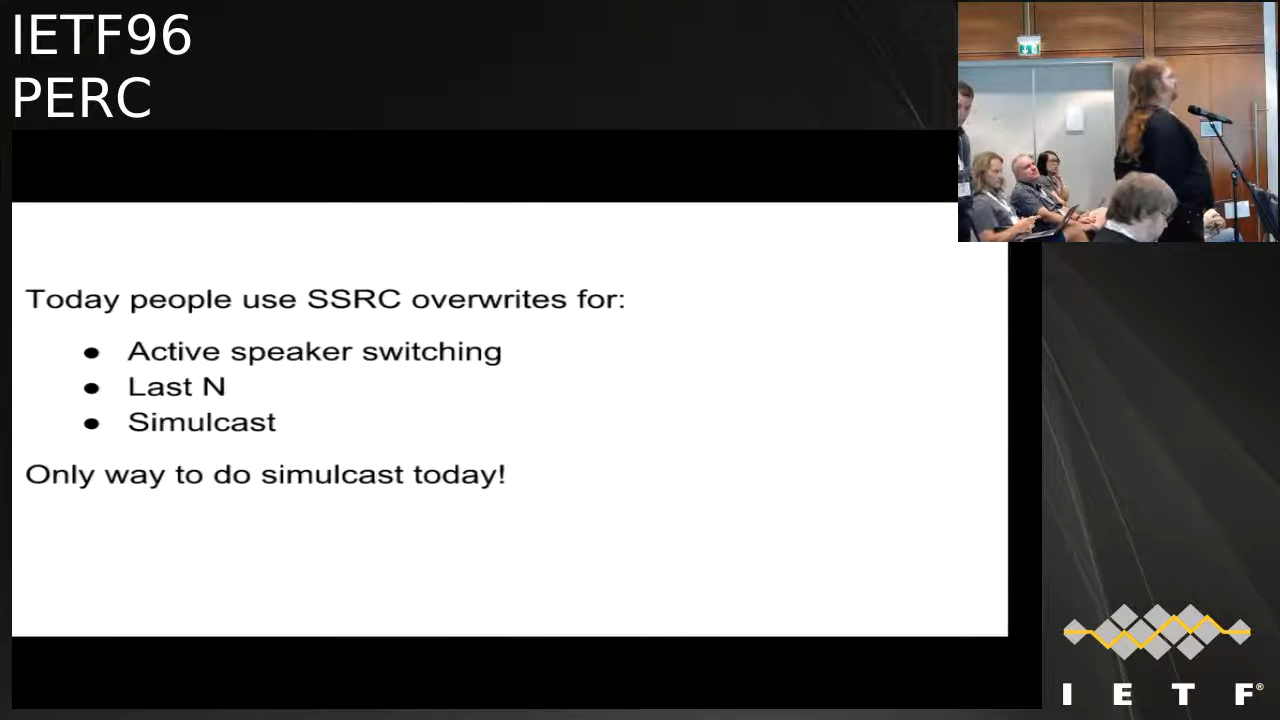 IETF96
PERC
Today people use SSRC overwrites for:
● Active speaker switching
● Last N
● Simulcast
Only way to do simulcast today!
I E T F®